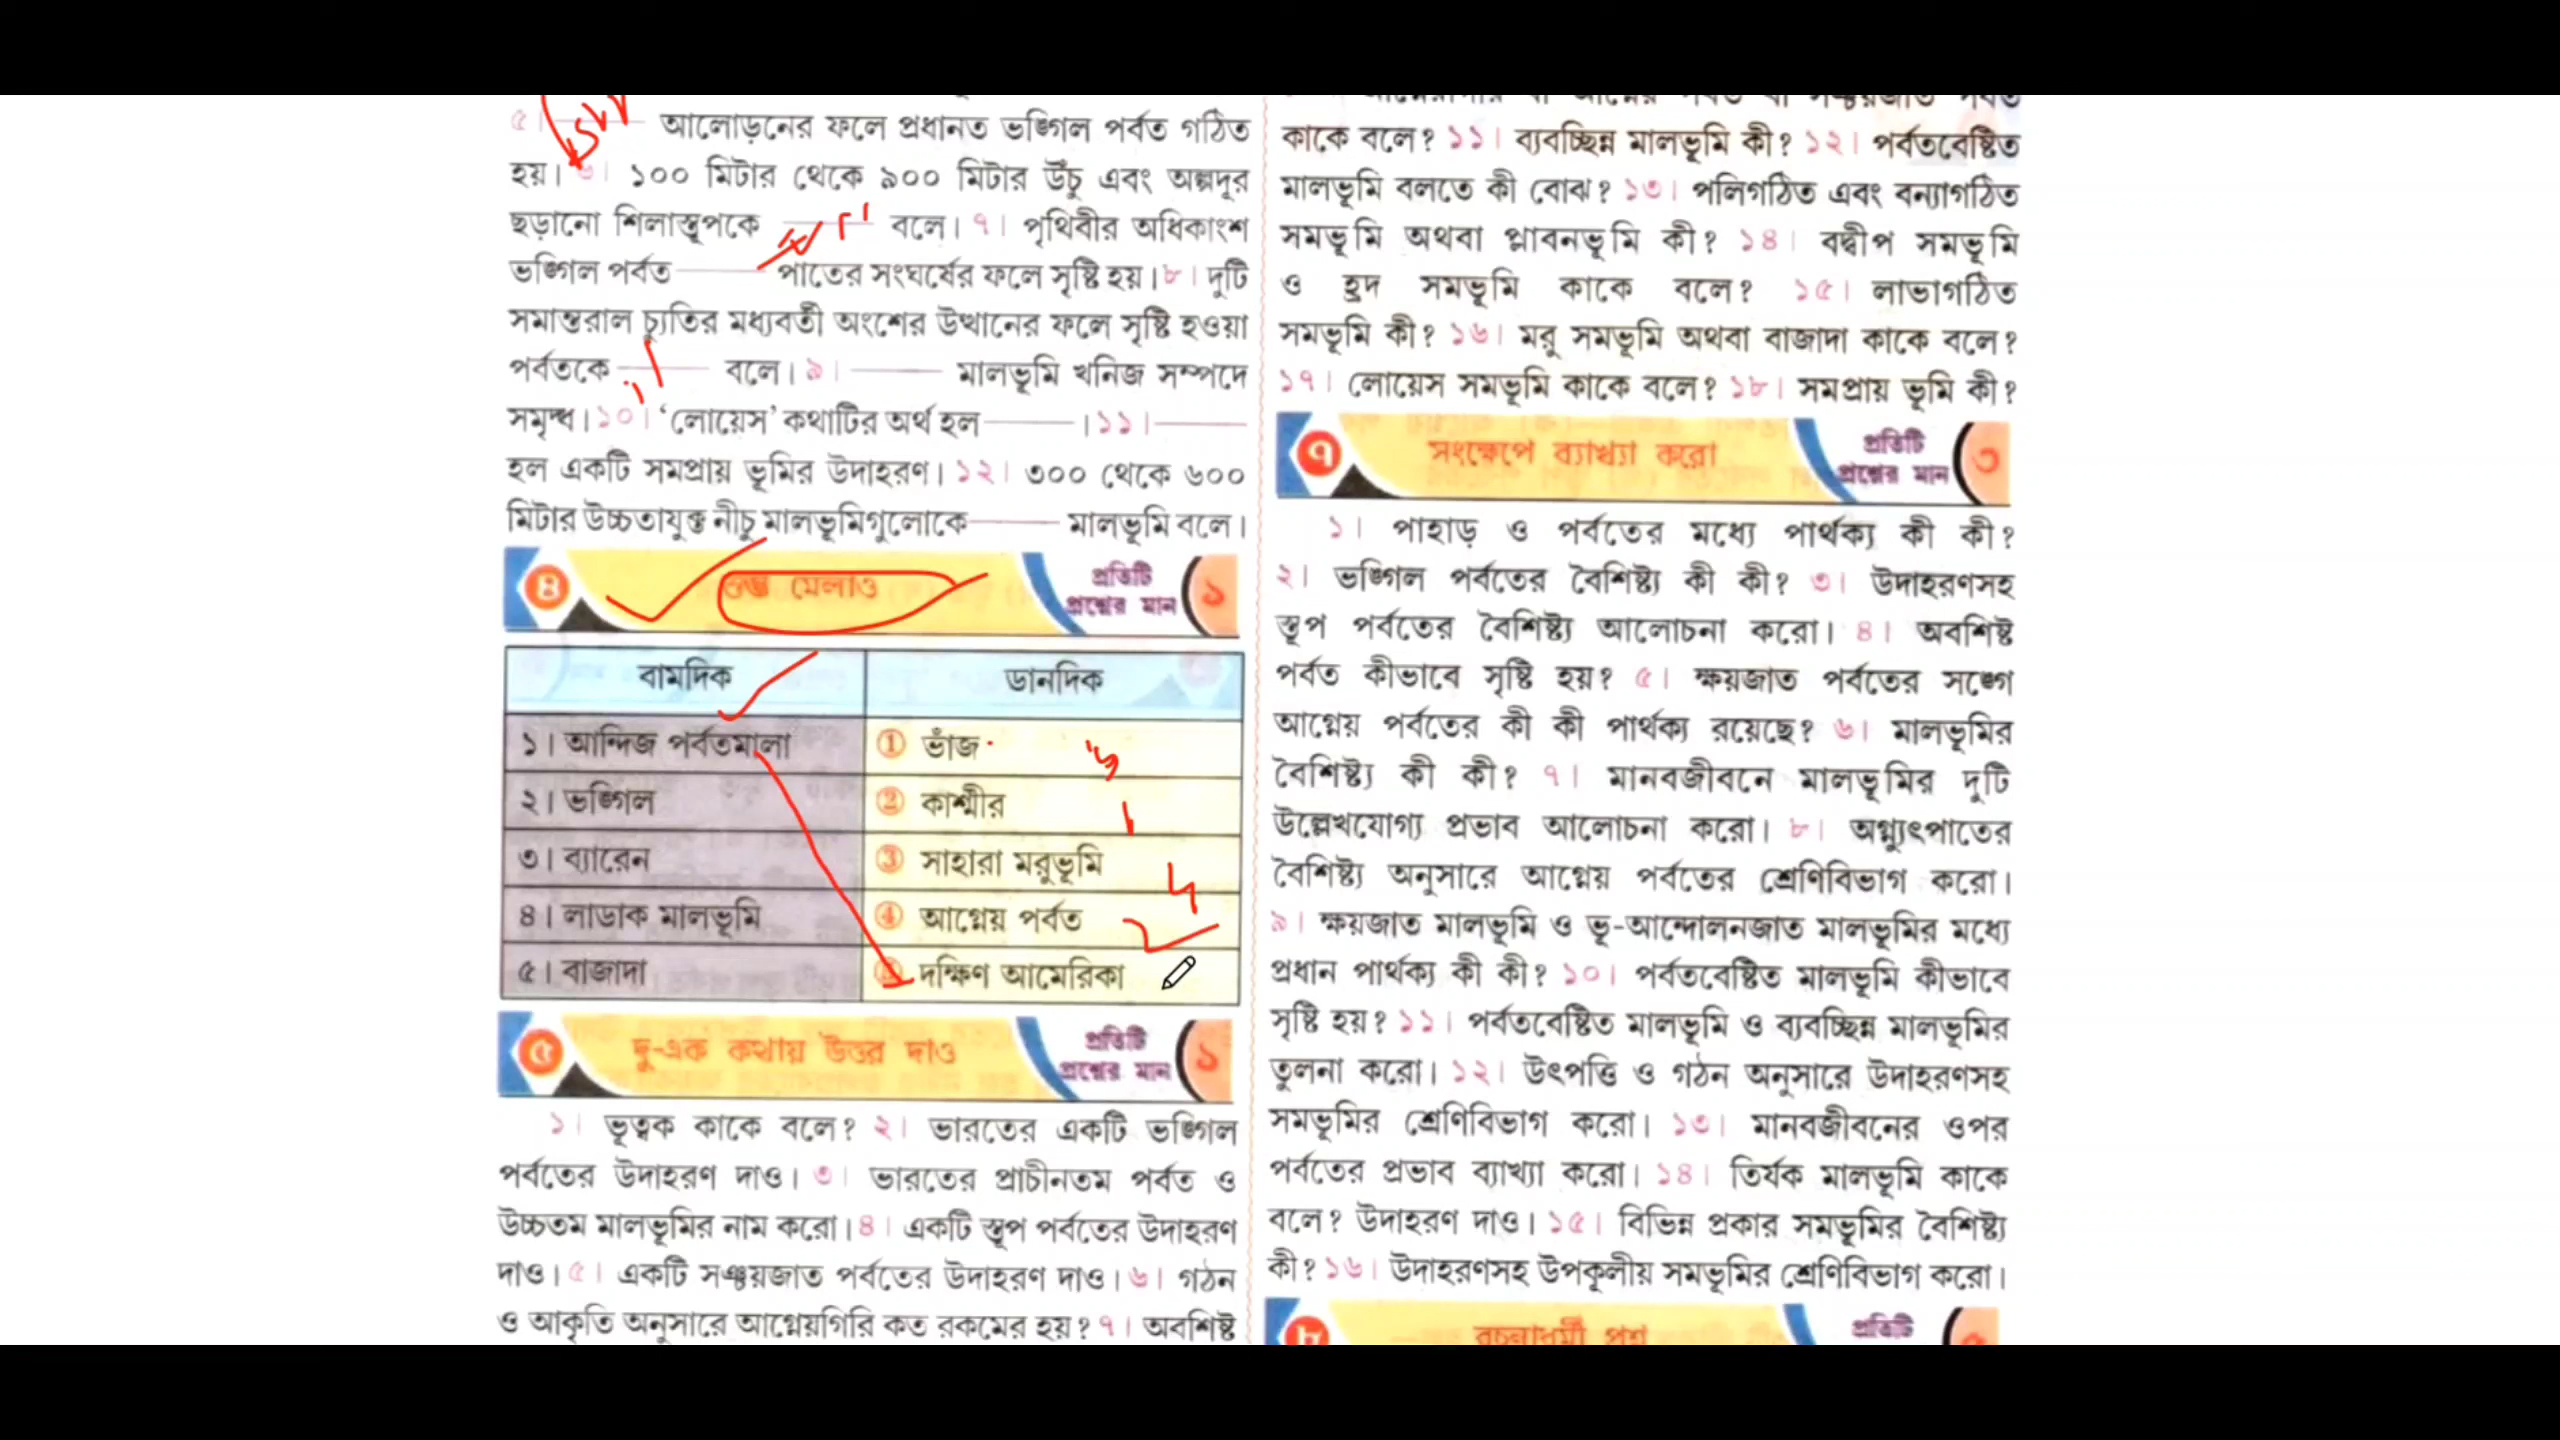 ৫। আলোড়নের ফলে প্রধানত ভঙ্গিল পর্বত গঠিত
হয়। ৬। ১০০ মিটার থেকে ৯০০ মিটার উঁচু এবং অল্পদূর
ছড়ানো শিলাস্তূপকে বলে। ৭। পৃথিবীর অধিকাংশ
ভঙ্গিল পর্বত পাতের সংঘর্ষের ফলে সৃষ্টি হয়। ৮। দুটি
সমান্তরাল চ্যুতির মধ্যবর্তী অংশের উত্থানের ফলে সৃষ্টি হওয়া
পর্বতকে বলে। ৯। মালভূমি খনিজ সম্পদে
সমৃদ্ধ। ১০। ‘লোয়েস’ কথাটির অর্থ হল । ১১।
হল একটি সমপ্রায় ভূমির উদাহরণ। ১২। ৩০০ থেকে ৬০০
মিটার উচ্চতাযুক্ত নীচু মালভূমিগুলোকে মালভূমি বলে।
৪ স্তম্ভ মেলাও প্রতিটি প্রশ্নের মান ১
বামদিক ডানদিক
১। আন্দিজ পর্বতমালা ① ভাঁজ
২। ভঙ্গিল ② কাশ্মীর
৩। ব্যারেন ③ সাহারা মরুভূমি
৪। লাডাক মালভূমি ④ আগ্নেয় পর্বত
৫। বাজাদা ⑤ দক্ষিণ আমেরিকা
৫ দু-এক কথায় উত্তর দাও প্রতিটি প্রশ্নের মান ১
১। ভূত্বক কাকে বলে? ২। ভারতের একটি ভঙ্গিল
পর্বতের উদাহরণ দাও। ৩। ভারতের প্রাচীনতম পর্বত ও
উচ্চতম মালভূমির নাম করো। ৪। একটি স্তূপ পর্বতের উদাহরণ
দাও। ৫। একটি সঞ্চয়জাত পর্বতের উদাহরণ দাও। ৬। গঠন
ও আকৃতি অনুসারে আগ্নেয়গিরি কত রকমের হয়? ৭। অবশিষ্ট
কাকে বলে? ১১। ব্যবচ্ছিন্ন মালভূমি কী? ১২। পর্বতবেষ্টিত
মালভূমি বলতে কী বোঝ? ১৩। পলিগঠিত এবং বন্যাগঠিত
সমভূমি অথবা প্লাবনভূমি কী? ১৪। বদ্বীপ সমভূমি
ও হ্রদ সমভূমি কাকে বলে? ১৫। লাভাগঠিত
সমভূমি কী? ১৬। মরু সমভূমি অথবা বাজাদা কাকে বলে?
১৭। লোয়েস সমভূমি কাকে বলে? ১৮। সমপ্রায় ভূমি কী?
৭ সংক্ষেপে ব্যাখ্যা করো প্রতিটি প্রশ্নের মান ৩
১। পাহাড় ও পর্বতের মধ্যে পার্থক্য কী কী?
২। ভঙ্গিল পর্বতের বৈশিষ্ট্য কী কী? ৩। উদাহরণসহ
স্তূপ পর্বতের বৈশিষ্ট্য আলোচনা করো। ৪। অবশিষ্ট
পর্বত কীভাবে সৃষ্টি হয়? ৫। ক্ষয়জাত পর্বতের সঙ্গে
আগ্নেয় পর্বতের কী কী পার্থক্য রয়েছে? ৬। মালভূমির
বৈশিষ্ট্য কী কী? ৭। মানবজীবনে মালভূমির দুটি
উল্লেখযোগ্য প্রভাব আলোচনা করো। ৮। অগ্ন্যুৎপাতের
বৈশিষ্ট্য অনুসারে আগ্নেয় পর্বতের শ্রেণিবিভাগ করো।
৯। ক্ষয়জাত মালভূমি ও ভূ-আন্দোলনজাত মালভূমির মধ্যে
প্রধান পার্থক্য কী কী? ১০। পর্বতবেষ্টিত মালভূমি কীভাবে
সৃষ্টি হয়? ১১। পর্বতবেষ্টিত মালভূমি ও ব্যবচ্ছিন্ন মালভূমির
তুলনা করো। ১২। উৎপত্তি ও গঠন অনুসারে উদাহরণসহ
সমভূমির শ্রেণিবিভাগ করো। ১৩। মানবজীবনের ওপর
পর্বতের প্রভাব ব্যাখ্যা করো। ১৪। তির্যক মালভূমি কাকে
বলে? উদাহরণ দাও। ১৫। বিভিন্ন প্রকার সমভূমির বৈশিষ্ট্য
কী? ১৬। উদাহরণসহ উপকূলীয় সমভূমির শ্রেণিবিভাগ করো।
৮ রচনাধর্মী প্রশ্ন প্রতিটি